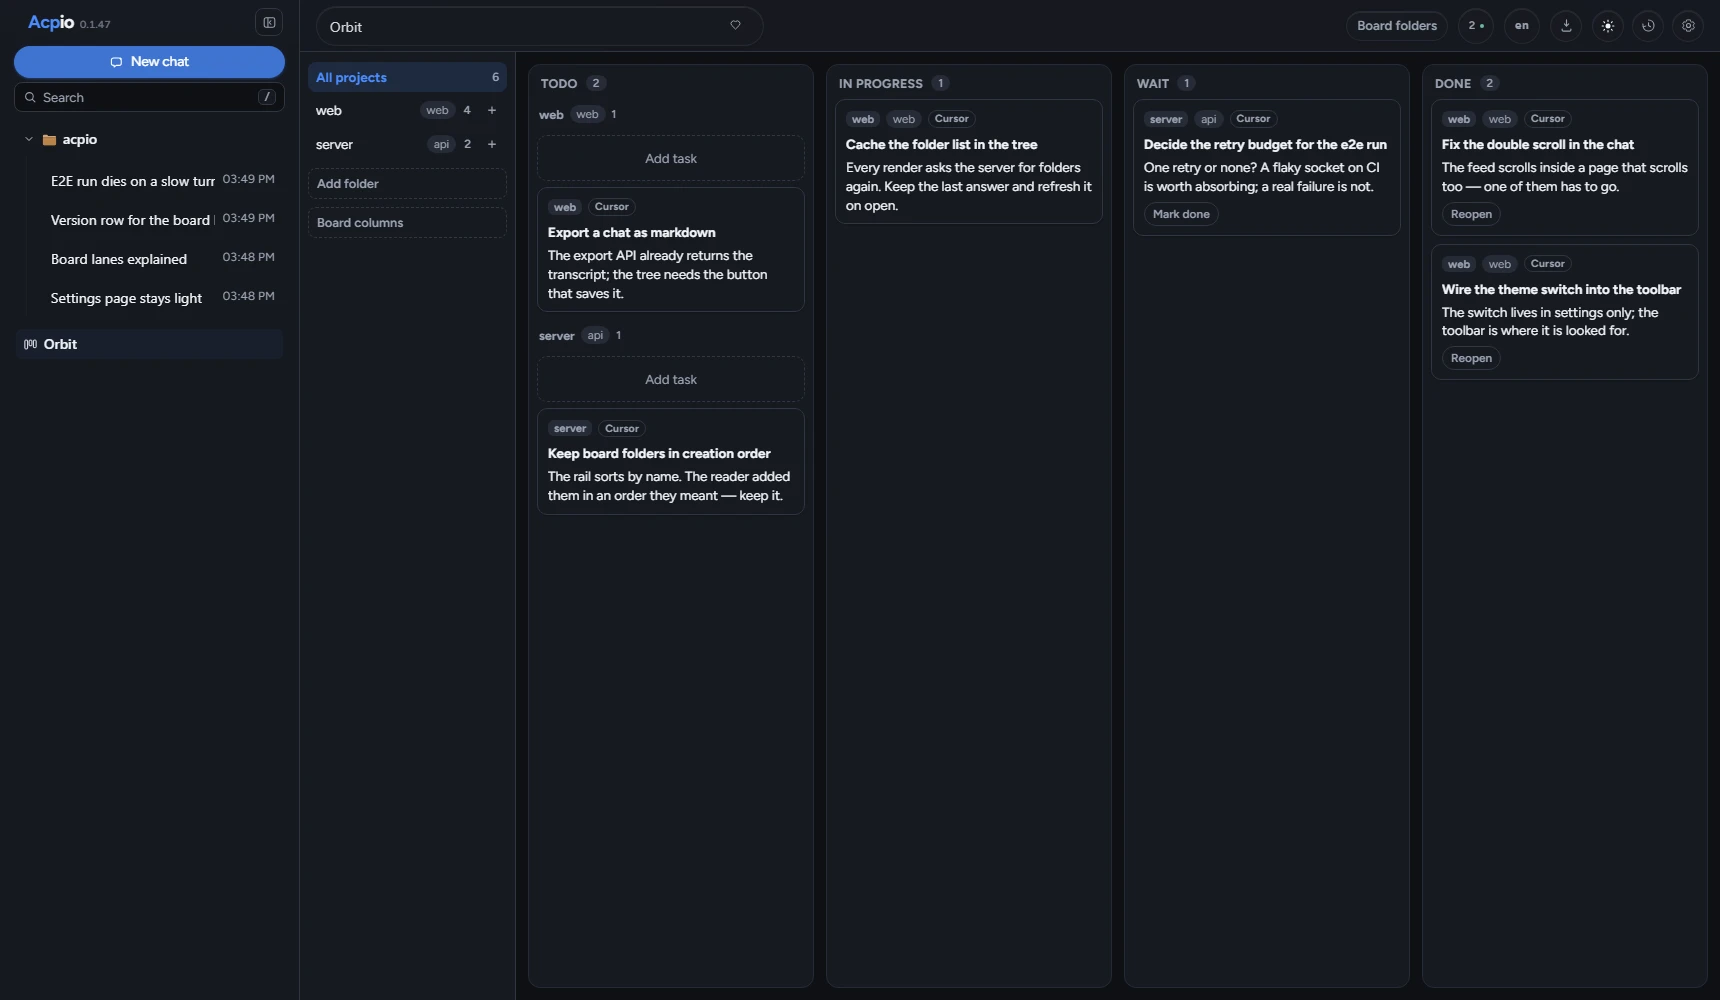 Acpio 0.1.47
New chat
Search /
acpio
E2E run dies on a slow turn 03:49 PM
Version row for the board 03:49 PM
Board lanes explained 03:48 PM
Settings page stays light 03:48 PM
Orbit
Orbit
Board folders
2
en
All projects 6
web web 4 +
server api 2 +
Add folder
Board columns
TODO 2
web web 1
Add task
web Cursor
Export a chat as markdown
The export API already returns the
transcript; the tree needs the button
that saves it.
server api 1
Add task
server Cursor
Keep board folders in creation order
The rail sorts by name. The reader added
them in an order they meant — keep it.
IN PROGRESS 1
web web Cursor
Cache the folder list in the tree
Every render asks the server for folders
again. Keep the last answer and refresh it
on open.
WAIT 1
server api Cursor
Decide the retry budget for the e2e run
One retry or none? A flaky socket on CI
is worth absorbing; a real failure is not.
Mark done
DONE 2
web web Cursor
Fix the double scroll in the chat
The feed scrolls inside a page that scrolls
too — one of them has to go.
Reopen
web web Cursor
Wire the theme switch into the toolbar
The switch lives in settings only; the
toolbar is where it is looked for.
Reopen